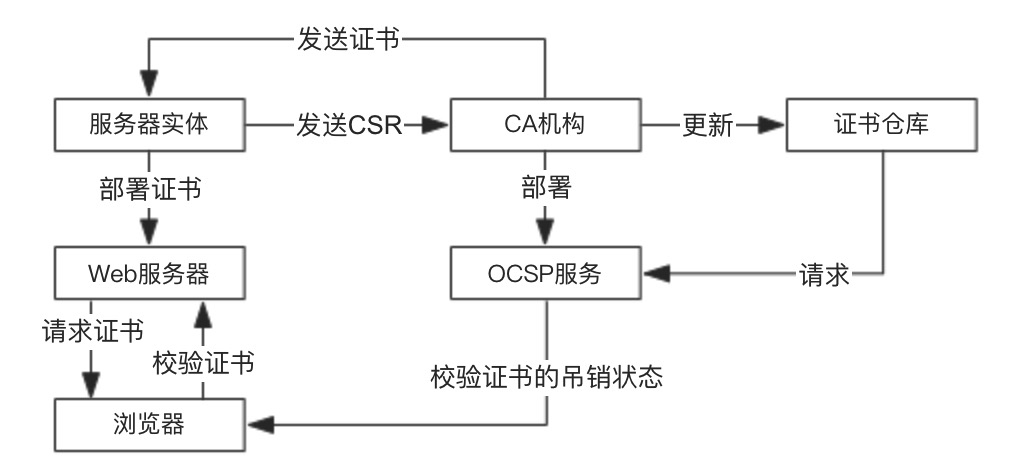 发送证书
服务器实体
发送CSR
CA机构
更新
证书仓库
部署证书
部署
Web服务器
OCSP服务
请求
请求证书
校验证书
校验证书的吊销状态
浏览器